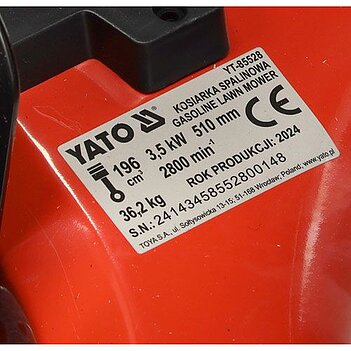 YT-85528
KOSIARKA SPALINOWA
GASOLINE LAWN MOWER
YATO
196 cm³ 3,5 kW 510 mm
2800 min⁻¹
36,2 kg
ROK PRODUKCJI: 2024
S.N.: 24143458552800148
TOYA S.A., ul. Sołtysowicka 13-15, 51-168 Wrocław, Poland, www.yato.pl
CE